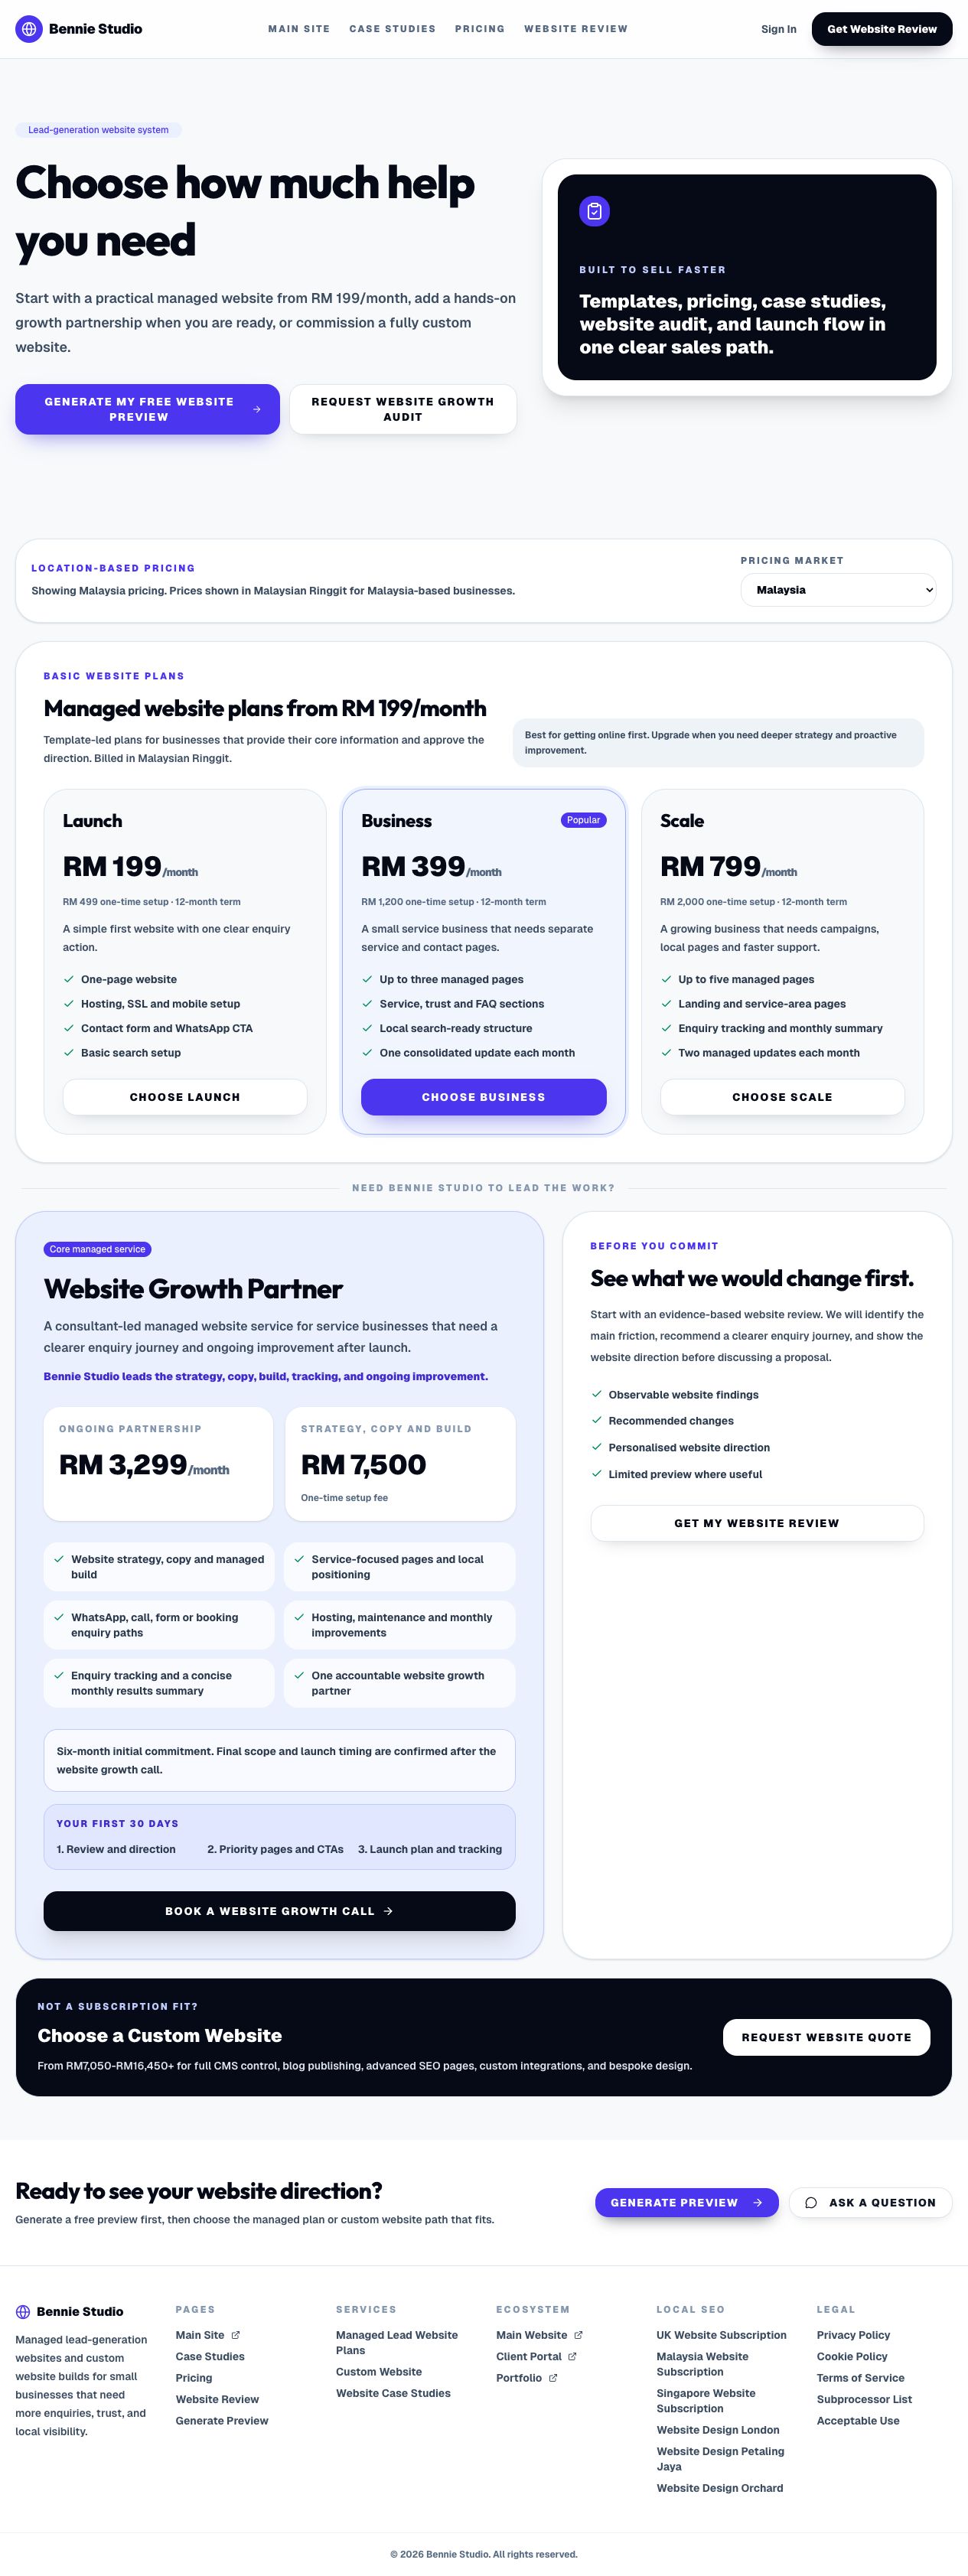 Bennie Studio
MAIN SITE
CASE STUDIES
PRICING
WEBSITE REVIEW
Sign In
Get Website Review
Lead-generation website system
Choose how much help
you need
Start with a practical managed website from RM 199/month, add a hands-on
growth partnership when you are ready, or commission a fully custom
website.
GENERATE MY FREE WEBSITE
PREVIEW
REQUEST WEBSITE GROWTH
AUDIT
BUILT TO SELL FASTER
Templates, pricing, case studies,
website audit, and launch flow in
one clear sales path.
LOCATION-BASED PRICING
Showing Malaysia pricing. Prices shown in Malaysian Ringgit for Malaysia-based businesses.
PRICING MARKET
Malaysia
BASIC WEBSITE PLANS
Managed website plans from RM 199/month
Template-led plans for businesses that provide their core information and approve the
direction. Billed in Malaysian Ringgit.
Best for getting online first. Upgrade when you need deeper strategy and proactive
improvement.
Launch
RM 199/month
RM 499 one-time setup · 12-month term
A simple first website with one clear enquiry
action.
One-page website
Hosting, SSL and mobile setup
Contact form and WhatsApp CTA
Basic search setup
CHOOSE LAUNCH
Business
Popular
RM 399/month
RM 1,200 one-time setup · 12-month term
A small service business that needs separate
service and contact pages.
Up to three managed pages
Service, trust and FAQ sections
Local search-ready structure
One consolidated update each month
CHOOSE BUSINESS
Scale
RM 799/month
RM 2,000 one-time setup · 12-month term
A growing business that needs campaigns,
local pages and faster support.
Up to five managed pages
Landing and service-area pages
Enquiry tracking and monthly summary
Two managed updates each month
CHOOSE SCALE
NEED BENNIE STUDIO TO LEAD THE WORK?
Core managed service
Website Growth Partner
A consultant-led managed website service for service businesses that need a
clearer enquiry journey and ongoing improvement after launch.
Bennie Studio leads the strategy, copy, build, tracking, and ongoing improvement.
ONGOING PARTNERSHIP
RM 3,299/month
STRATEGY, COPY AND BUILD
RM 7,500
One-time setup fee
Website strategy, copy and managed
build
Service-focused pages and local
positioning
WhatsApp, call, form or booking
enquiry paths
Hosting, maintenance and monthly
improvements
Enquiry tracking and a concise
monthly results summary
One accountable website growth
partner
Six-month initial commitment. Final scope and launch timing are confirmed after the
website growth call.
YOUR FIRST 30 DAYS
1. Review and direction
2. Priority pages and CTAs
3. Launch plan and tracking
BOOK A WEBSITE GROWTH CALL
BEFORE YOU COMMIT
See what we would change first.
Start with an evidence-based website review. We will identify the
main friction, recommend a clearer enquiry journey, and show the
website direction before discussing a proposal.
Observable website findings
Recommended changes
Personalised website direction
Limited preview where useful
GET MY WEBSITE REVIEW
NOT A SUBSCRIPTION FIT?
Choose a Custom Website
From RM7,050-RM16,450+ for full CMS control, blog publishing, advanced SEO pages, custom integrations, and bespoke design.
REQUEST WEBSITE QUOTE
Ready to see your website direction?
Generate a free preview first, then choose the managed plan or custom website path that fits.
GENERATE PREVIEW
ASK A QUESTION
Bennie Studio
Managed lead-generation
websites and custom
website builds for small
businesses that need
more enquiries, trust, and
local visibility.
PAGES
Main Site
Case Studies
Pricing
Website Review
Generate Preview
SERVICES
Managed Lead Website
Plans
Custom Website
Website Case Studies
ECOSYSTEM
Main Website
Client Portal
Portfolio
LOCAL SEO
UK Website Subscription
Malaysia Website
Subscription
Singapore Website
Subscription
Website Design London
Website Design Petaling
Jaya
Website Design Orchard
LEGAL
Privacy Policy
Cookie Policy
Terms of Service
Subprocessor List
Acceptable Use
© 2026 Bennie Studio. All rights reserved.